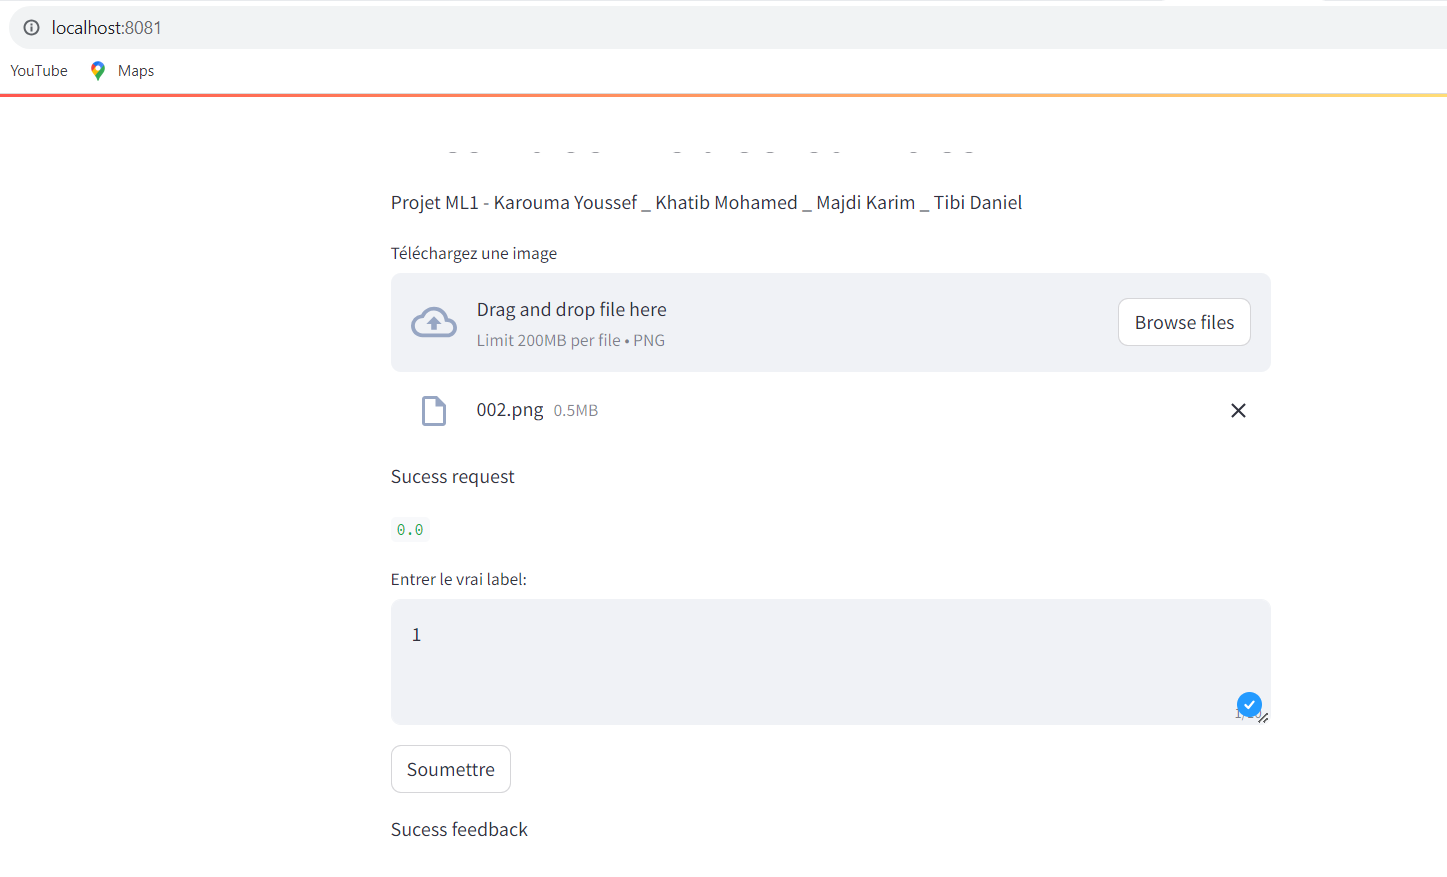 localhost:8081
YouTube Maps
Projet ML1 - Karouma Youssef _ Khatib Mohamed _ Majdi Karim _ Tibi Daniel
Téléchargez une image
Drag and drop file here
Limit 200MB per file • PNG
Browse files
002.png 0.5MB
Sucess request
0.0
Entrer le vrai label:
1
Soumettre
Sucess feedback